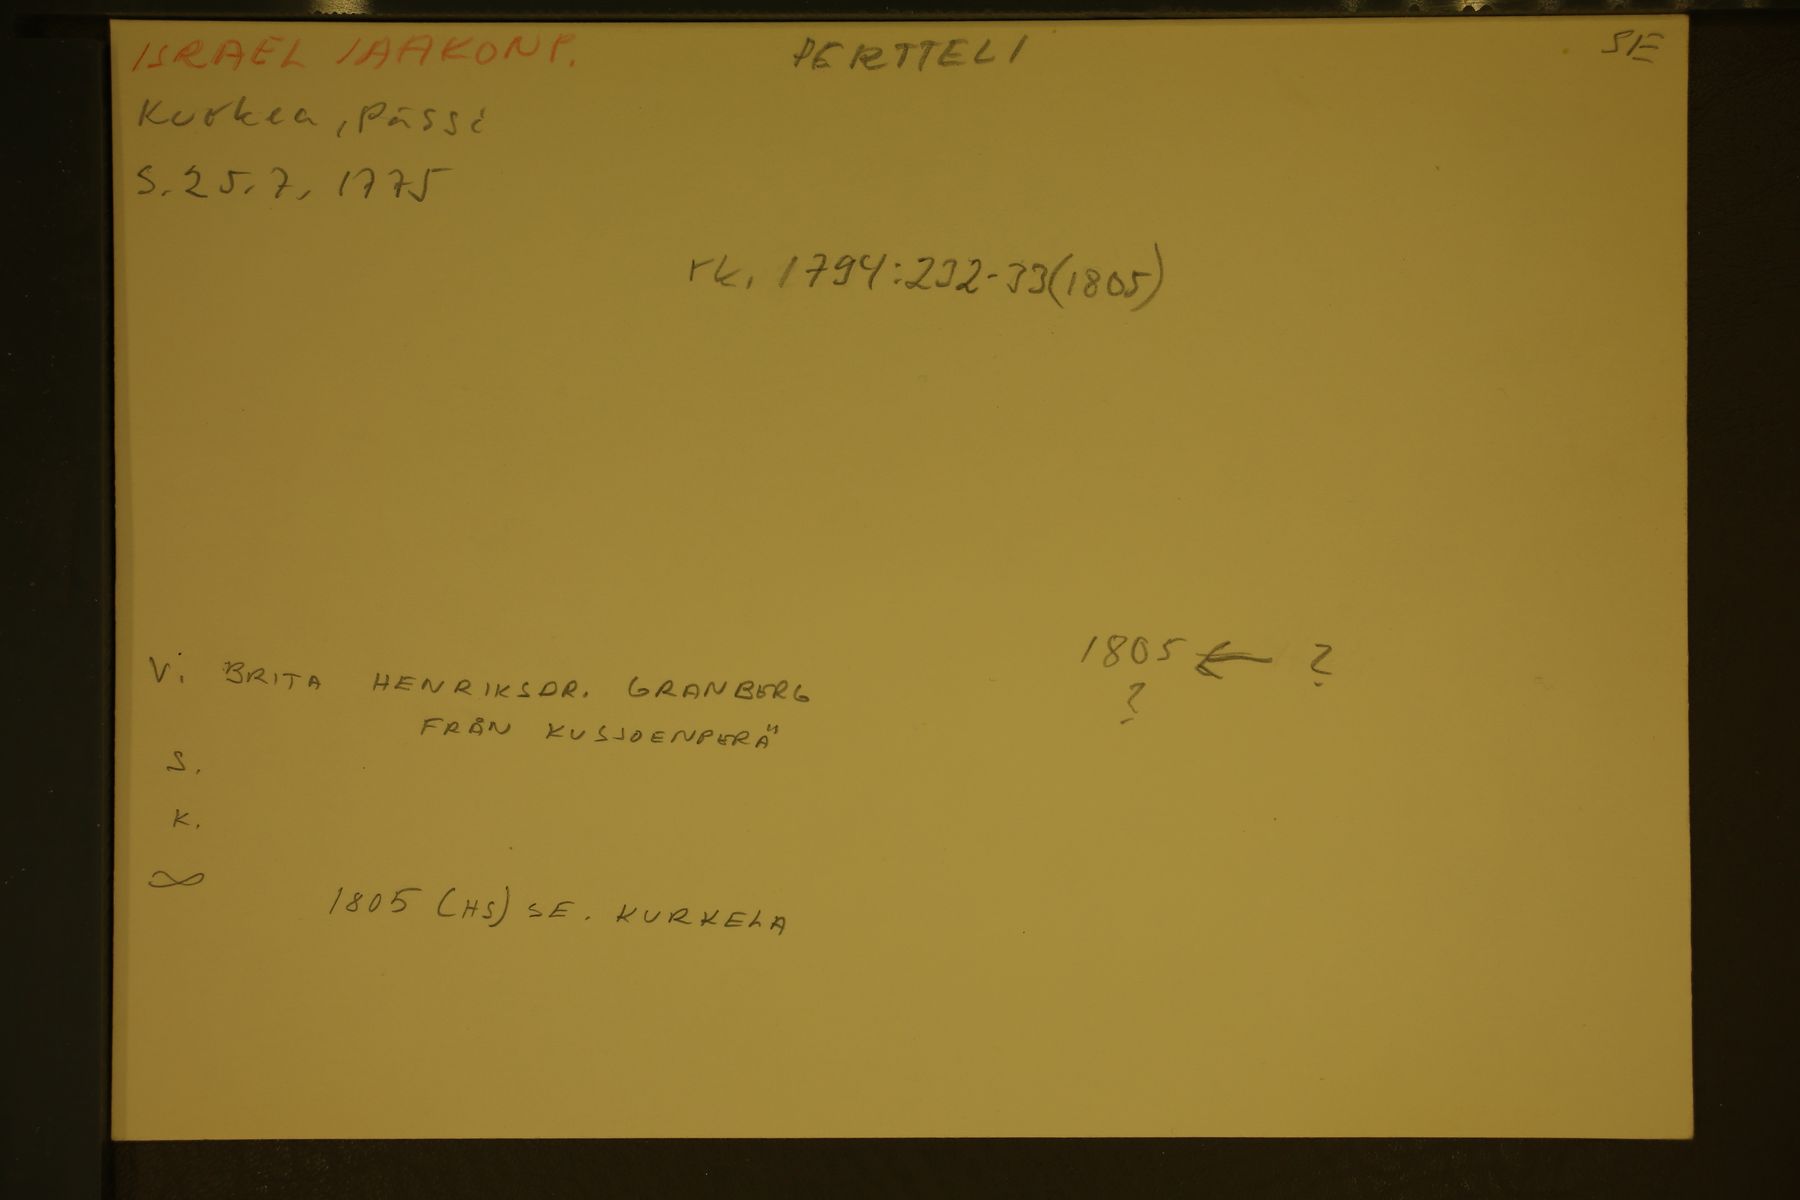 ISRAEL JAAKONP. PERTTELI SE
Kurkea, Pässi
S. 25.7. 1775
rk. 1794:232-33(1805)
1805 ← ?
?
V. BRITA HENRIKSDR. GRANBERG
FRÅN KUSJOENPERÄ
S.
K.
∞
1805 (HS) SE. KURKELA